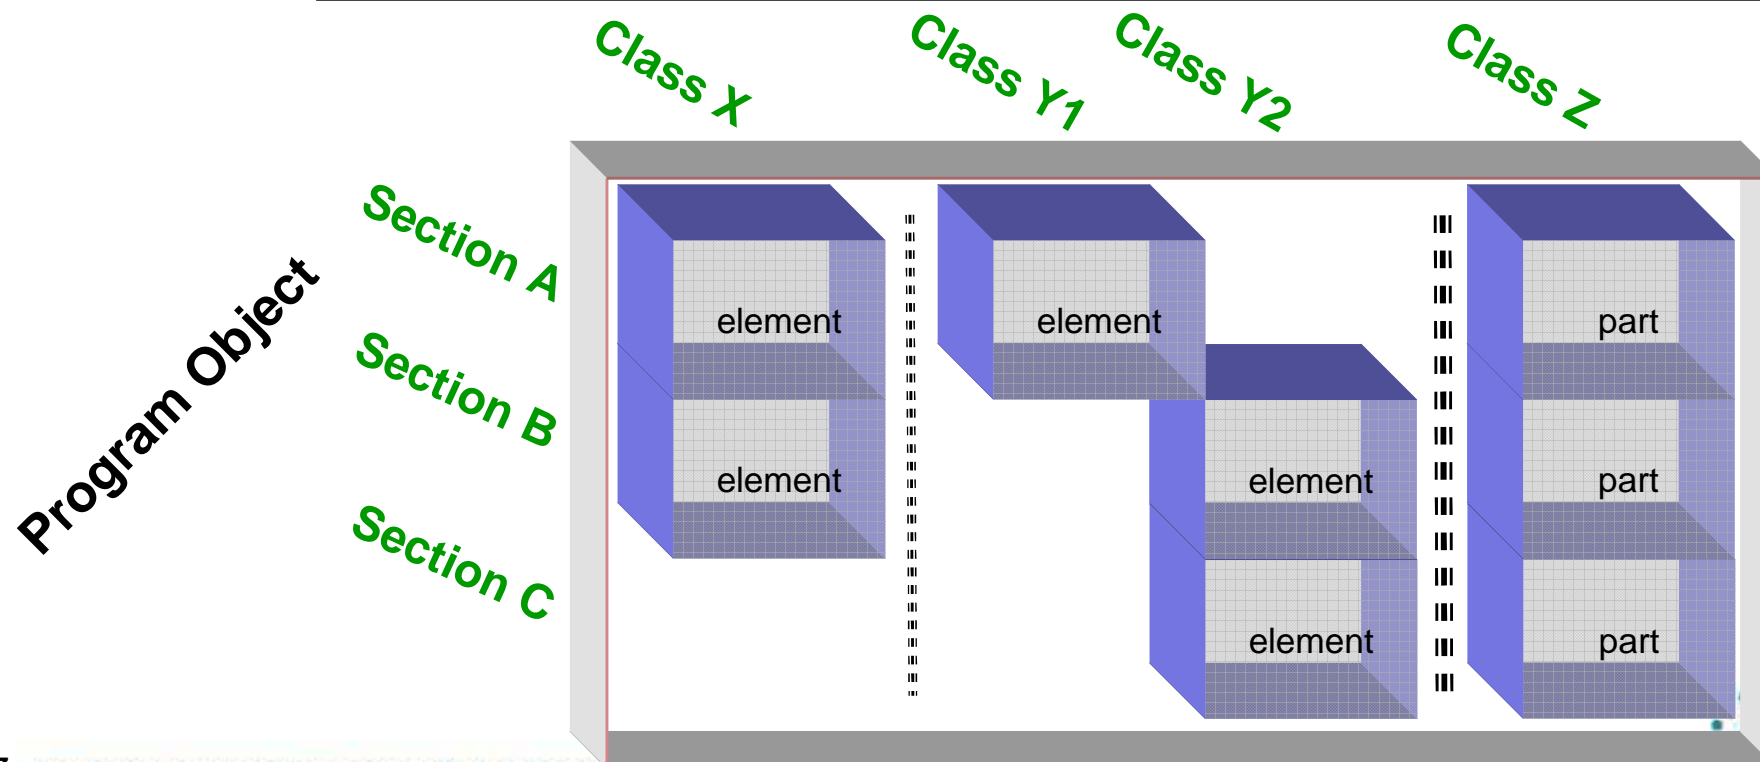 Class X
Class Y1
Class Y2
Class Z
Program Object
Section A
Section B
Section C
element
element
part
element
element
part
element
part